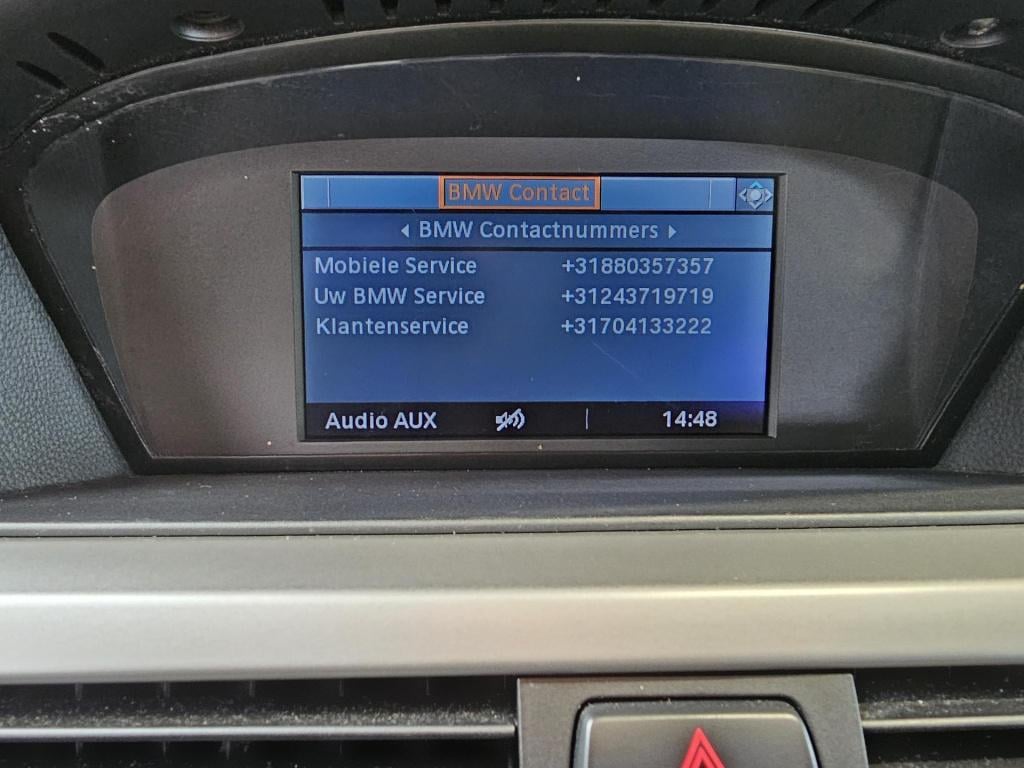 BMW Contact
BMW Contactnummers
Mobiele Service +31880357357
Uw BMW Service +31243719719
Klantenservice +31704133222
Audio AUX 14:48